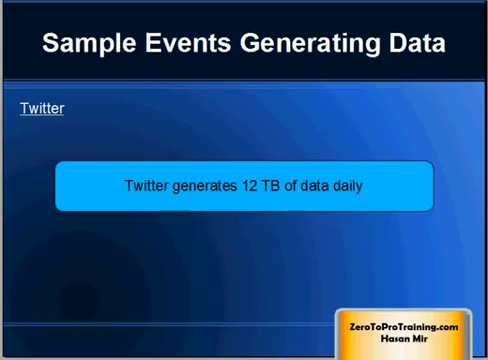 Sample Events Generating Data
Twitter
Twitter generates 12 TB of data daily
ZeroToProTraining.com
Hasan Mir